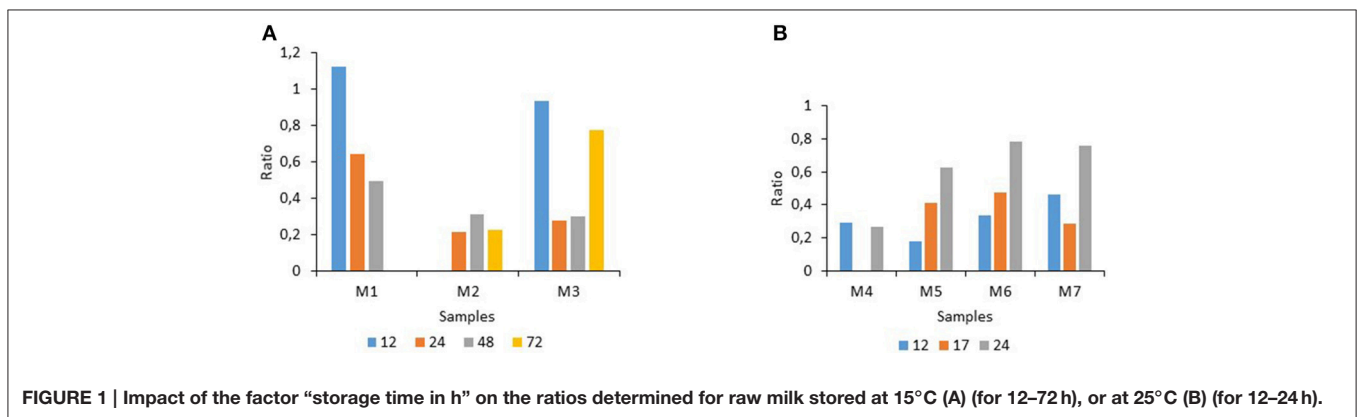 A
1,2
1
0,8
0,6
0,4
0,2
0
Ratio
M1 M2 M3
Samples
12 24 48 72
B
1
0,8
0,6
0,4
0,2
0
Ratio
M4 M5 M6 M7
Samples
12 17 24
FIGURE 1 | Impact of the factor “storage time in h” on the ratios determined for raw milk stored at 15°C (A) (for 12–72 h), or at 25°C (B) (for 12–24 h).